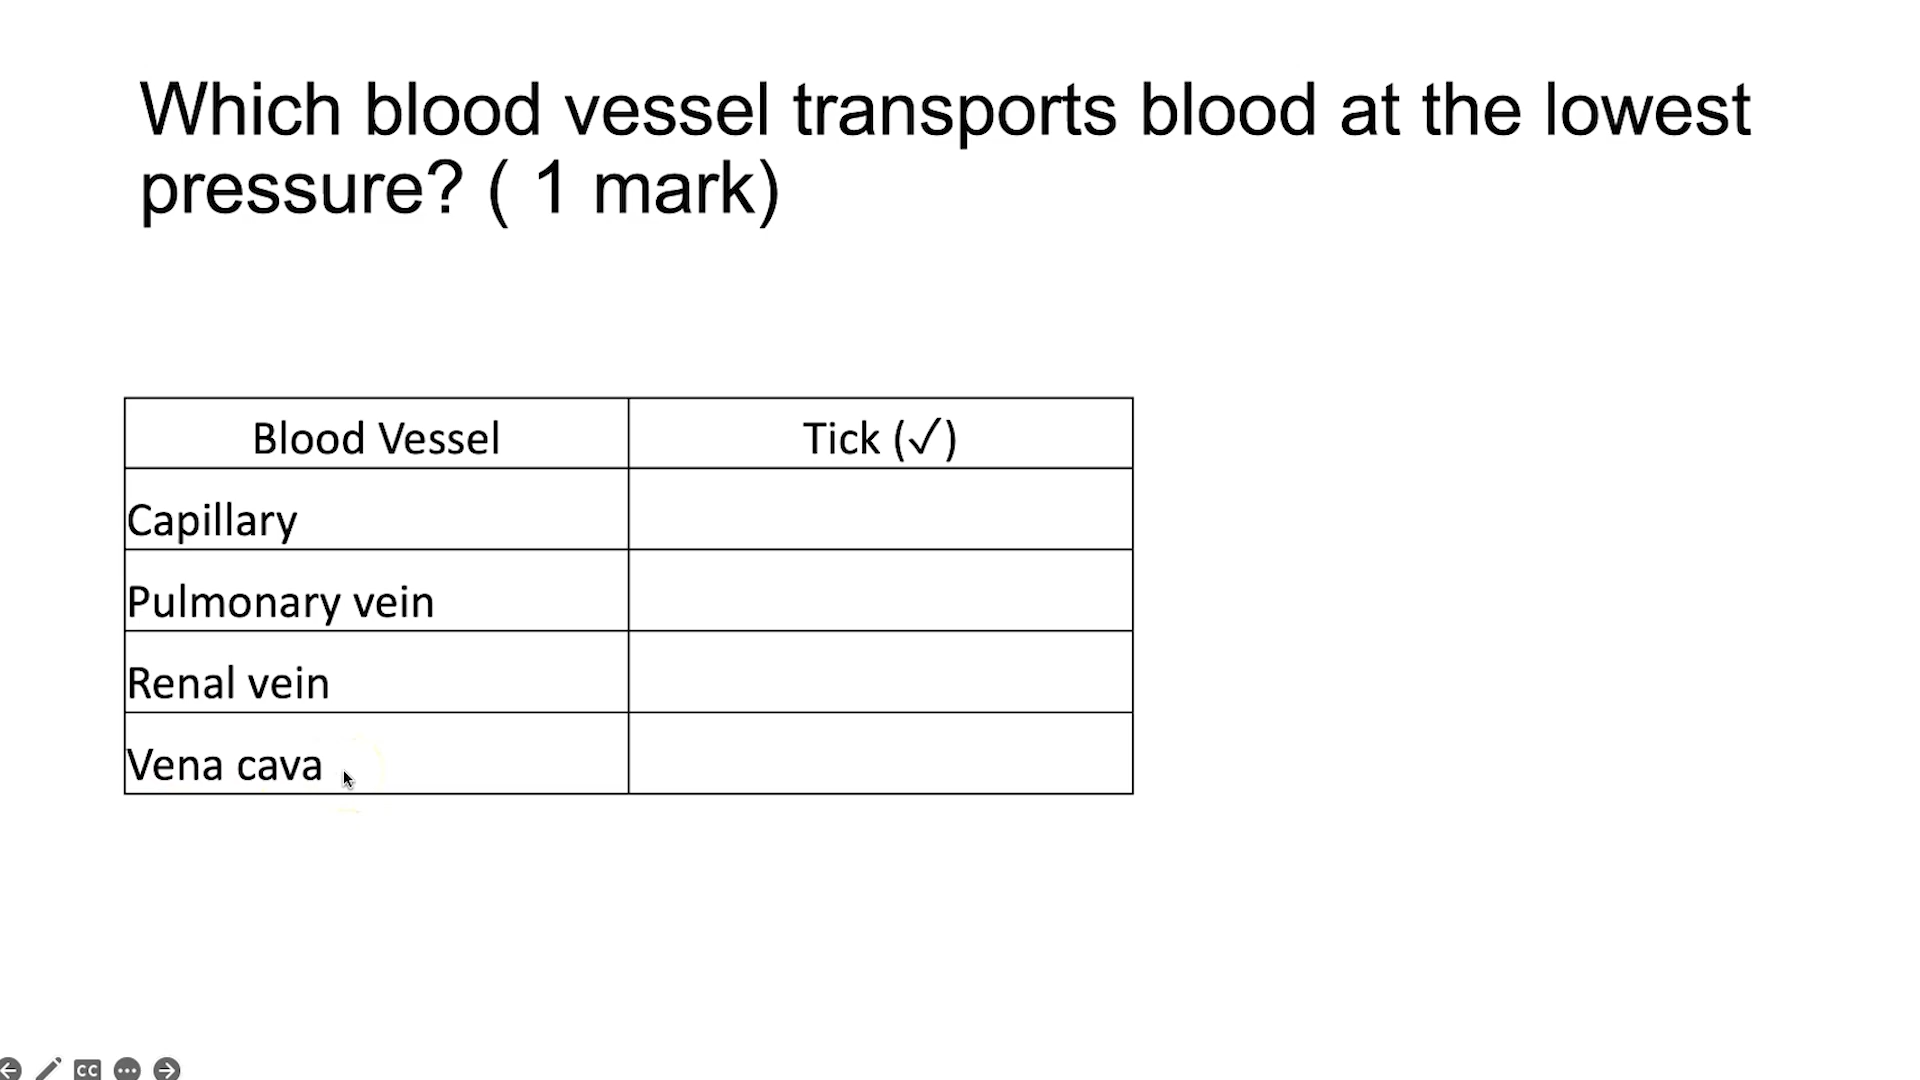 Which blood vessel transports blood at the lowest
pressure? ( 1 mark)
Blood Vessel
Tick (✓)
Capillary
Pulmonary vein
Renal vein
Vena cava
CC